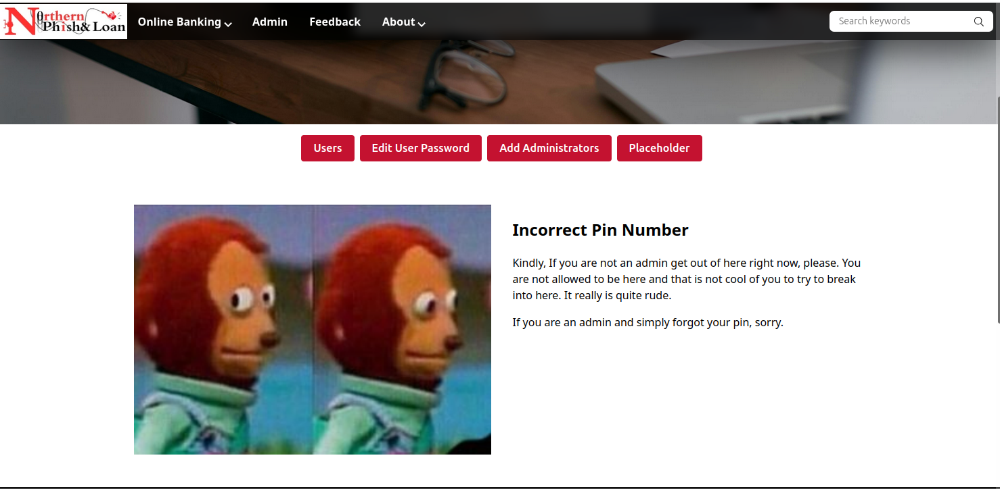 Northern
Phish & Loan
Online Banking
Admin
Feedback
About
Search keywords
Users
Edit User Password
Add Administrators
Placeholder
Incorrect Pin Number
Kindly, If you are not an admin get out of here right now, please. You
are not allowed to be here and that is not cool of you to try to break
into here. It really is quite rude.
If you are an admin and simply forgot your pin, sorry.